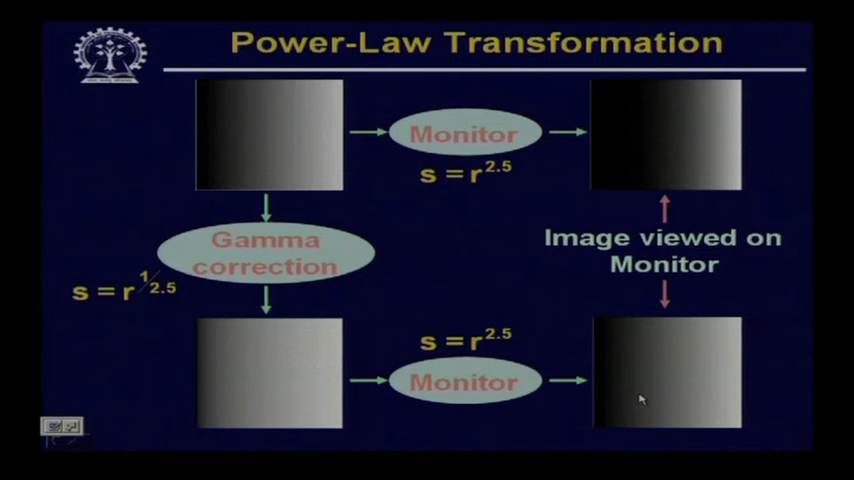 Power-Law Transformation
Monitor
s = r^2.5
Gamma
correction
s = r^1/2.5
Image viewed on
Monitor
s = r^2.5
Monitor